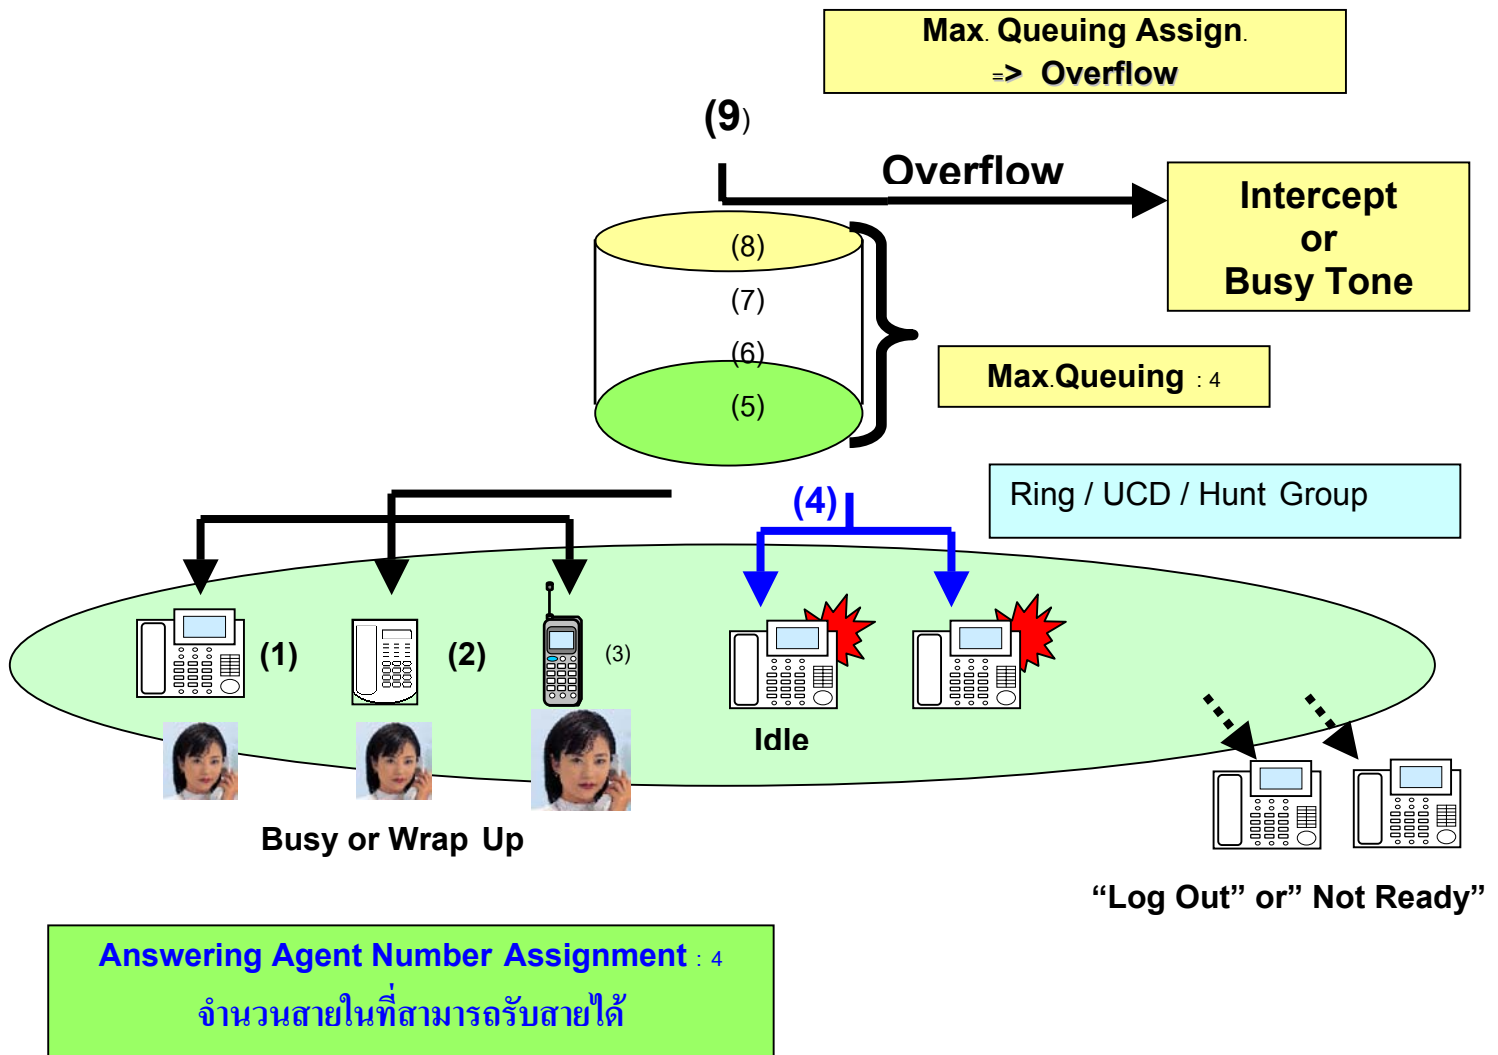 Max. Queuing Assign.
=> Overflow
(9)
Overflow
Intercept
or
Busy Tone
(8)
(7)
(6)
(5)
Max.Queuing : 4
Ring / UCD / Hunt Group
(4)
(1)
(2)
(3)
Idle
Busy or Wrap Up
“Log Out” or” Not Ready”
Answering Agent Number Assignment : 4
จำนวนสายในที่สามารถรับสายได้